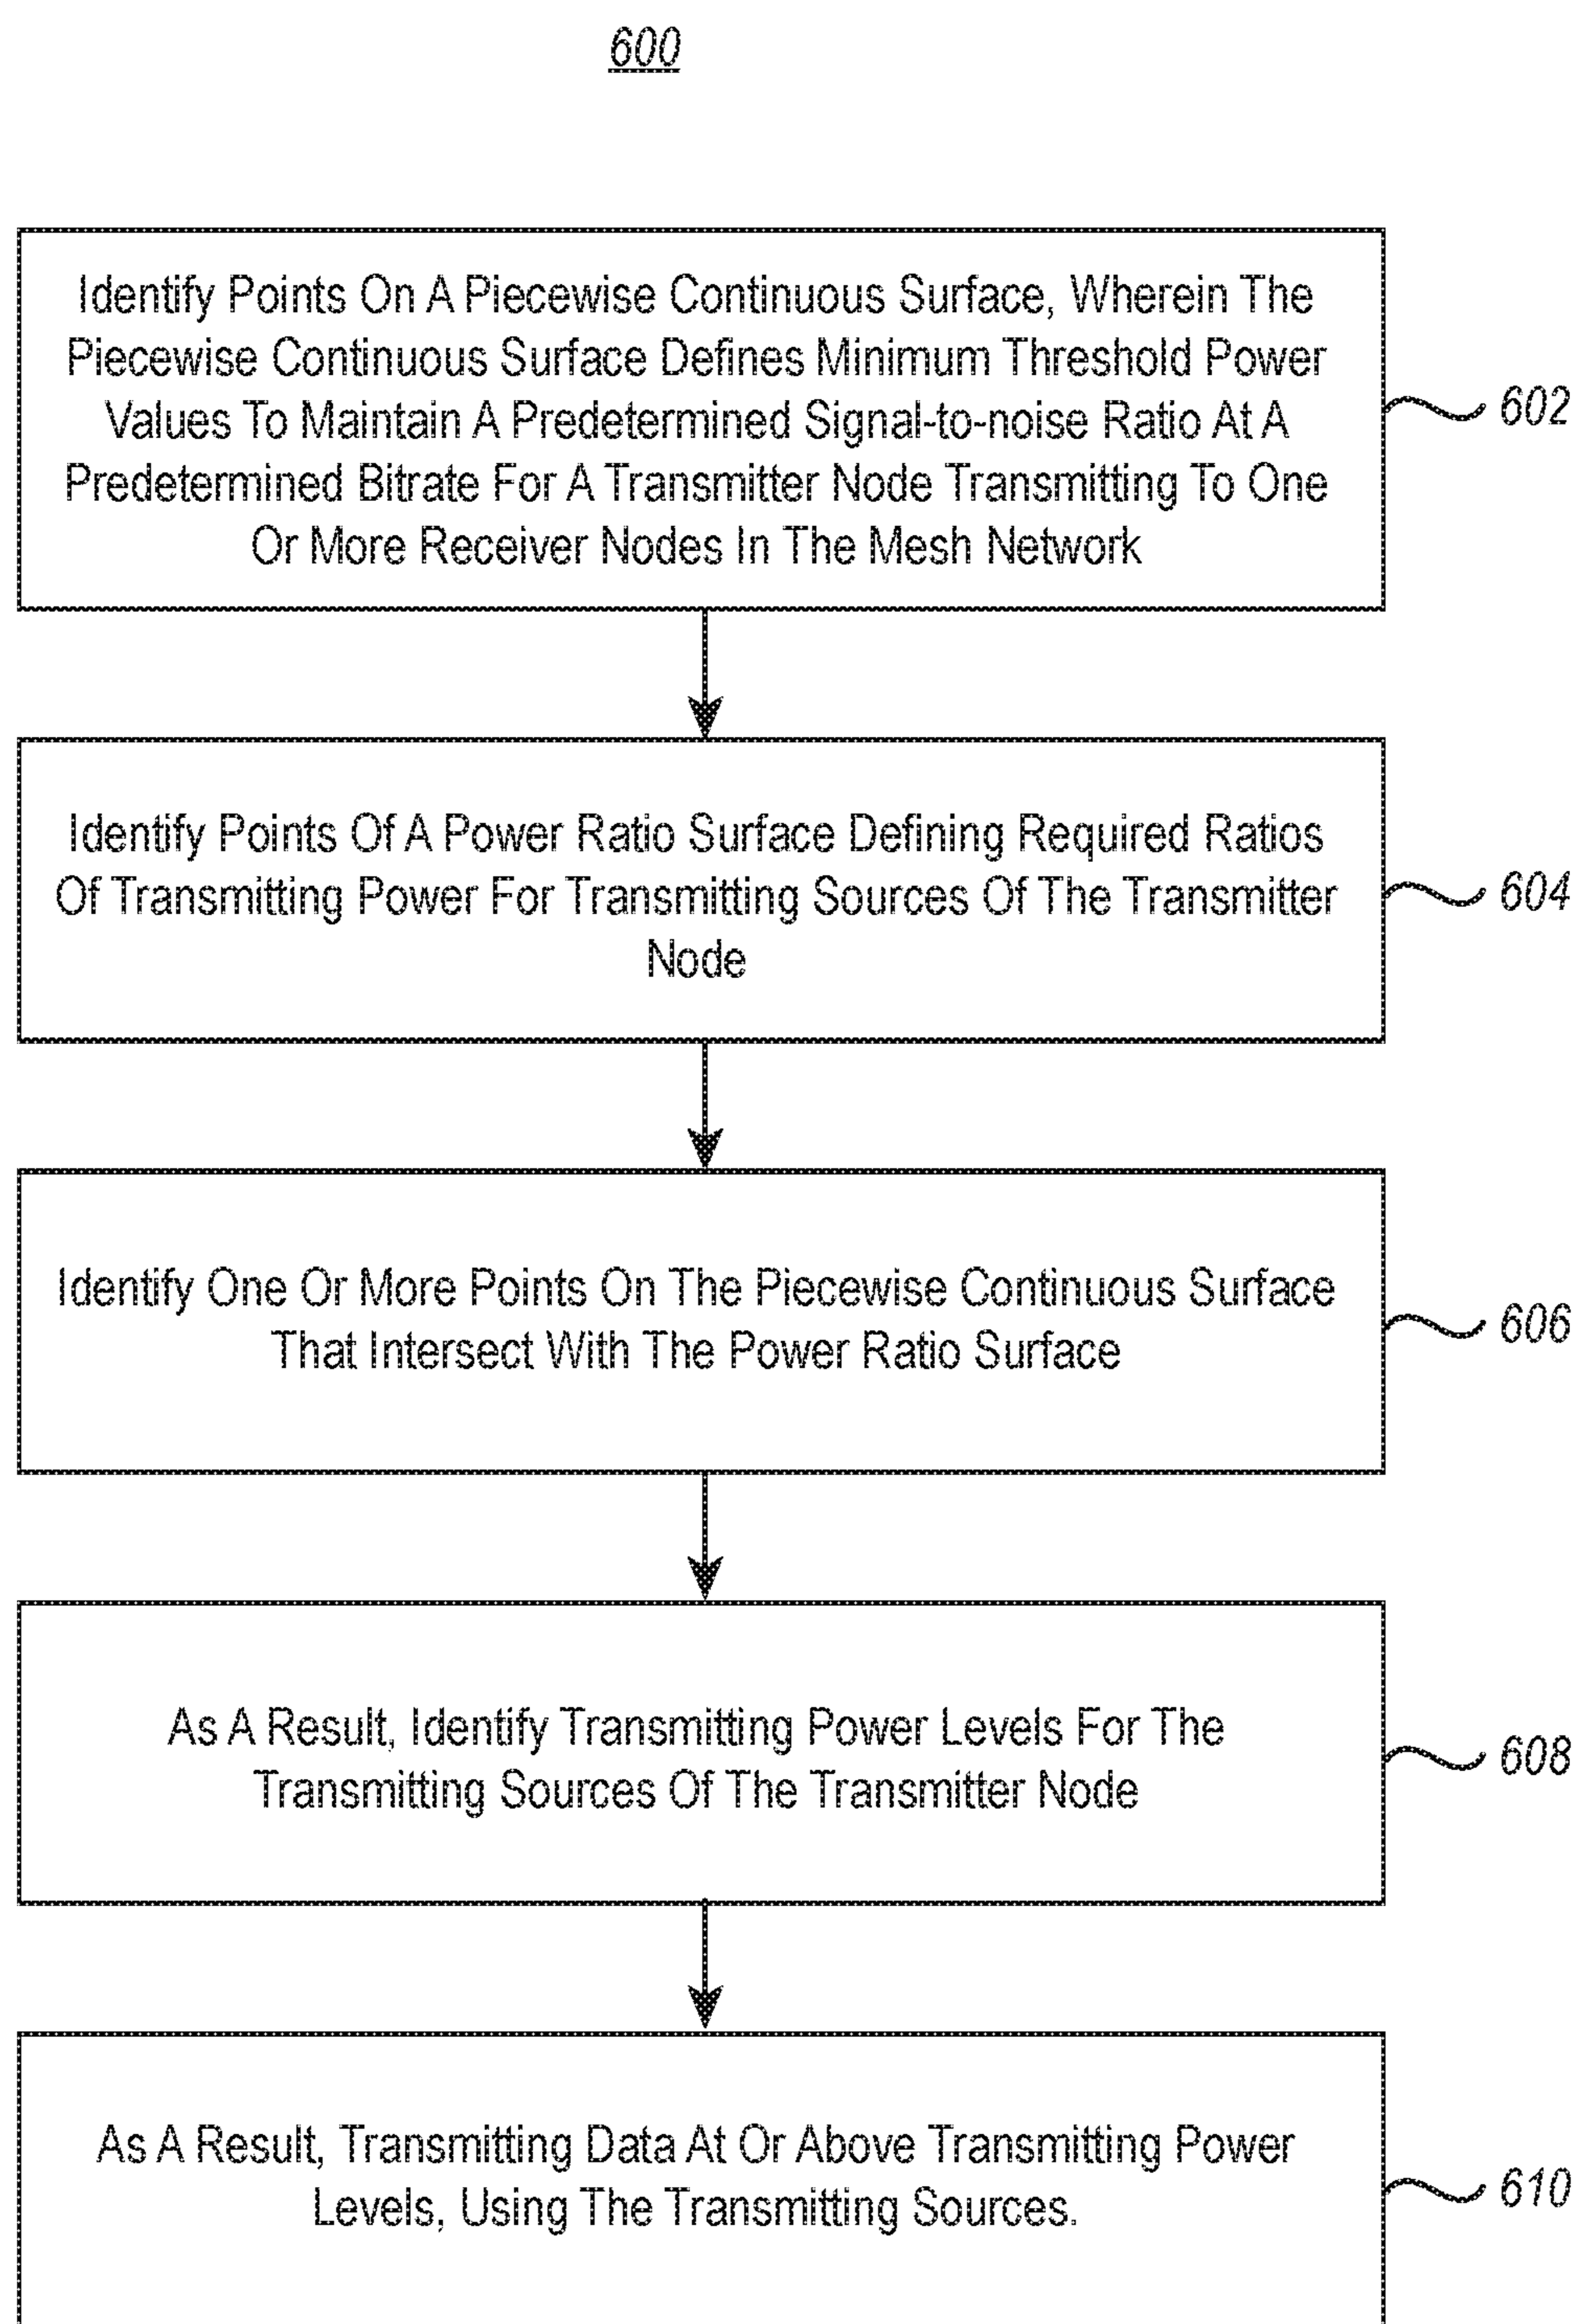 600
Identify Points On A Piecewise Continuous Surface, Wherein The
Piecewise Continuous Surface Defines Minimum Threshold Power
Values To Maintain A Predetermined Signal-to-noise Ratio At A
Predetermined Bitrate For A Transmitter Node Transmitting To One
Or More Receiver Nodes In The Mesh Network
602
Identify Points Of A Power Ratio Surface Defining Required Ratios
Of Transmitting Power For Transmitting Sources Of The Transmitter
Node
604
Identify One Or More Points On The Piecewise Continuous Surface
That Intersect With The Power Ratio Surface
606
As A Result, Identify Transmitting Power Levels For The
Transmitting Sources Of The Transmitter Node
608
As A Result, Transmitting Data At Or Above Transmitting Power
Levels, Using The Transmitting Sources.
610